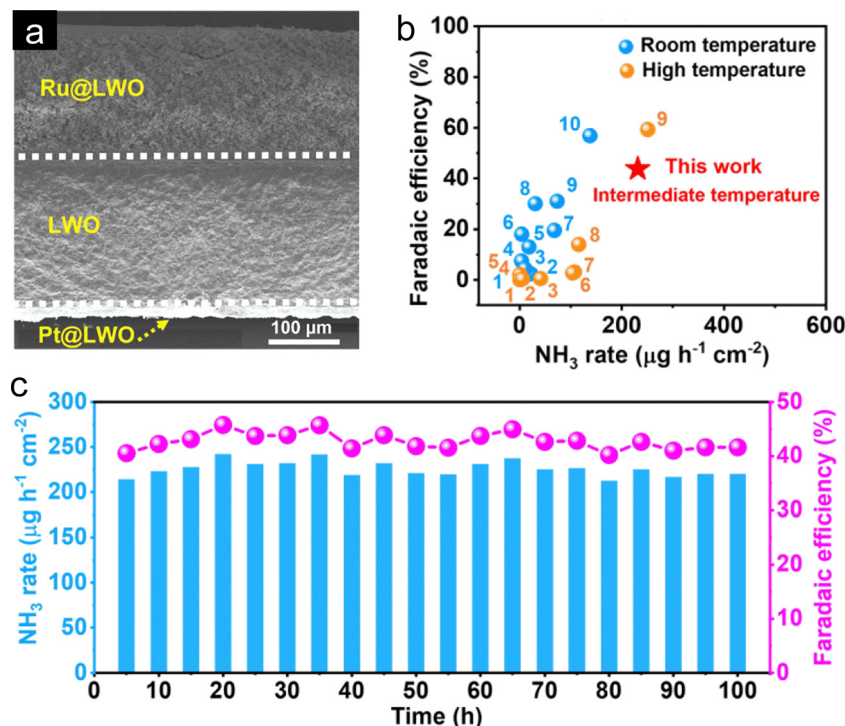 a
Ru@LWO
LWO
Pt@LWO
100 µm
b
Faradaic efficiency (%)
100
80
60
40
20
0
Room temperature
High temperature
10
9
This work
Intermediate temperature
8
9
6
5
7
4
3
8
5
4
2
7
1
1
2
3
6
0
200
400
600
NH₃ rate (µg h⁻¹ cm⁻²)
c
NH₃ rate (µg h⁻¹ cm⁻²)
300
250
200
150
100
50
0
50
40
30
20
10
0
Faradaic efficiency (%)
0 10 20 30 40 50 60 70 80 90 100
Time (h)